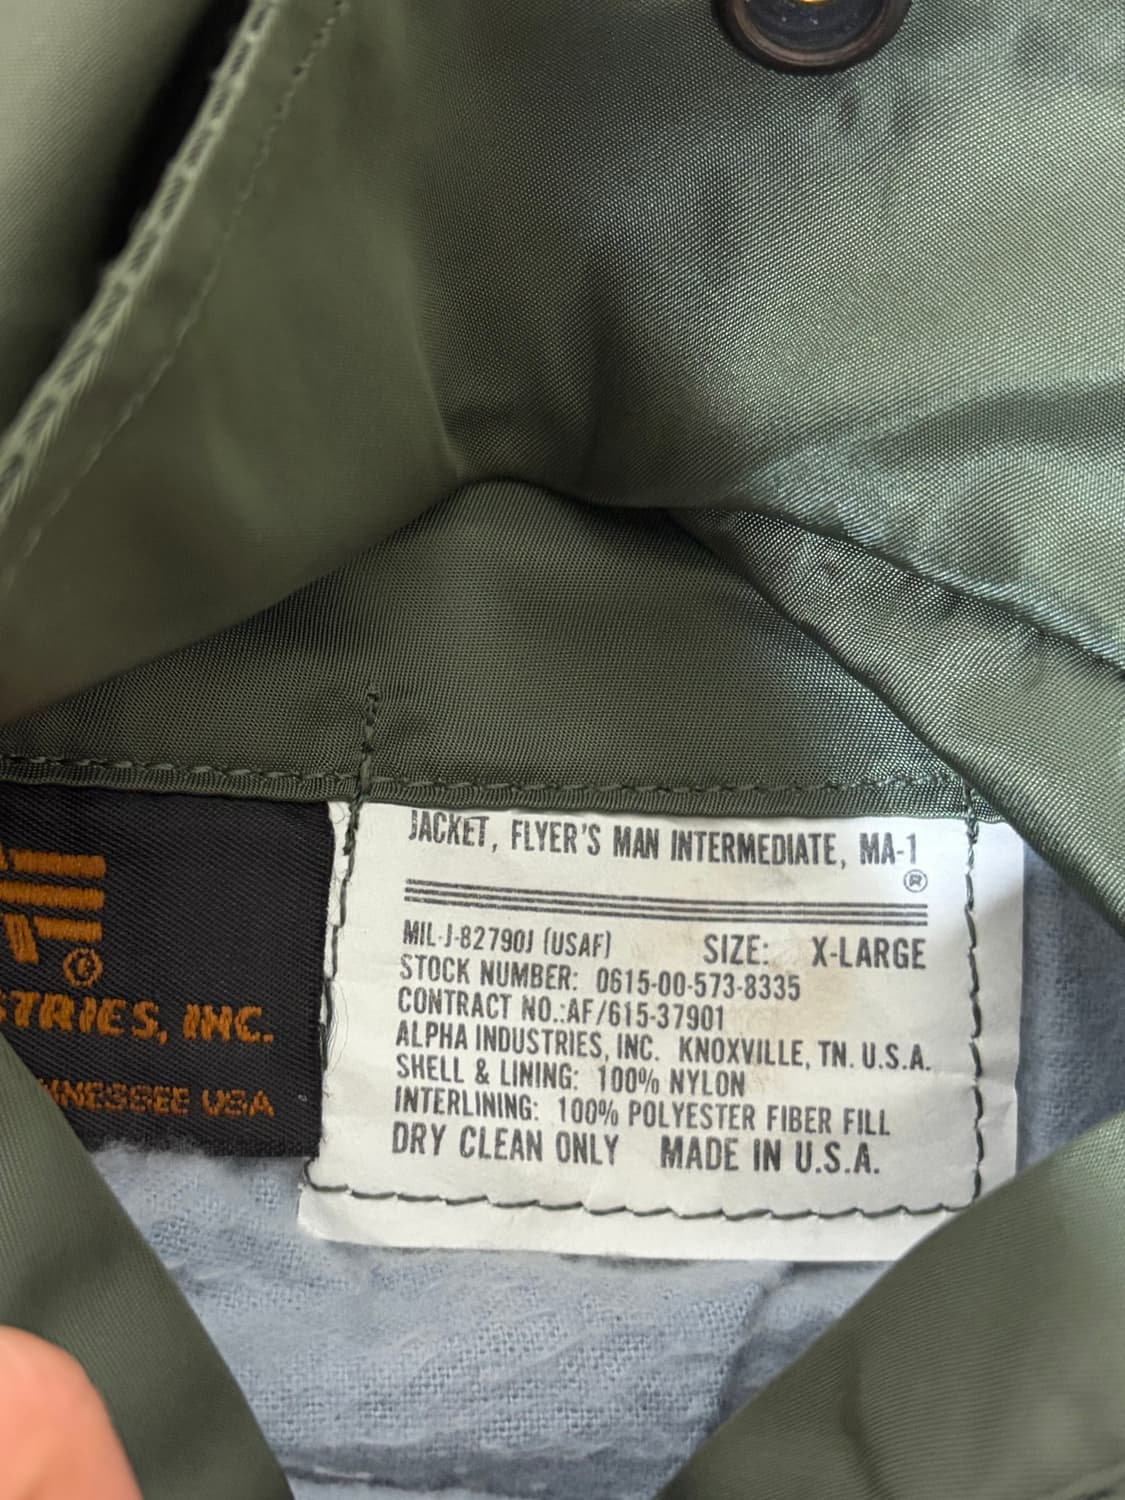 JACKET, FLYER'S MAN INTERMEDIATE, MA-1
®
MIL-J-82790J (USAF) SIZE: X-LARGE
STOCK NUMBER: 0615-00-573-8335
CONTRACT NO.:AF/615-37901
ALPHA INDUSTRIES, INC. KNOXVILLE, TN. U.S.A.
SHELL & LINING: 100% NYLON
INTERLINING: 100% POLYESTER FIBER FILL
DRY CLEAN ONLY MADE IN U.S.A.
®
STRIES, INC.
NNESSEE USA